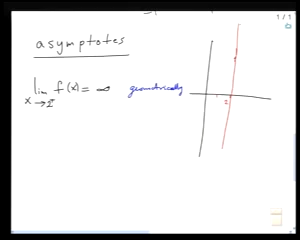 1 / 1
asymptotes
lim f(x) = ∞ geometrically
x → 2
2